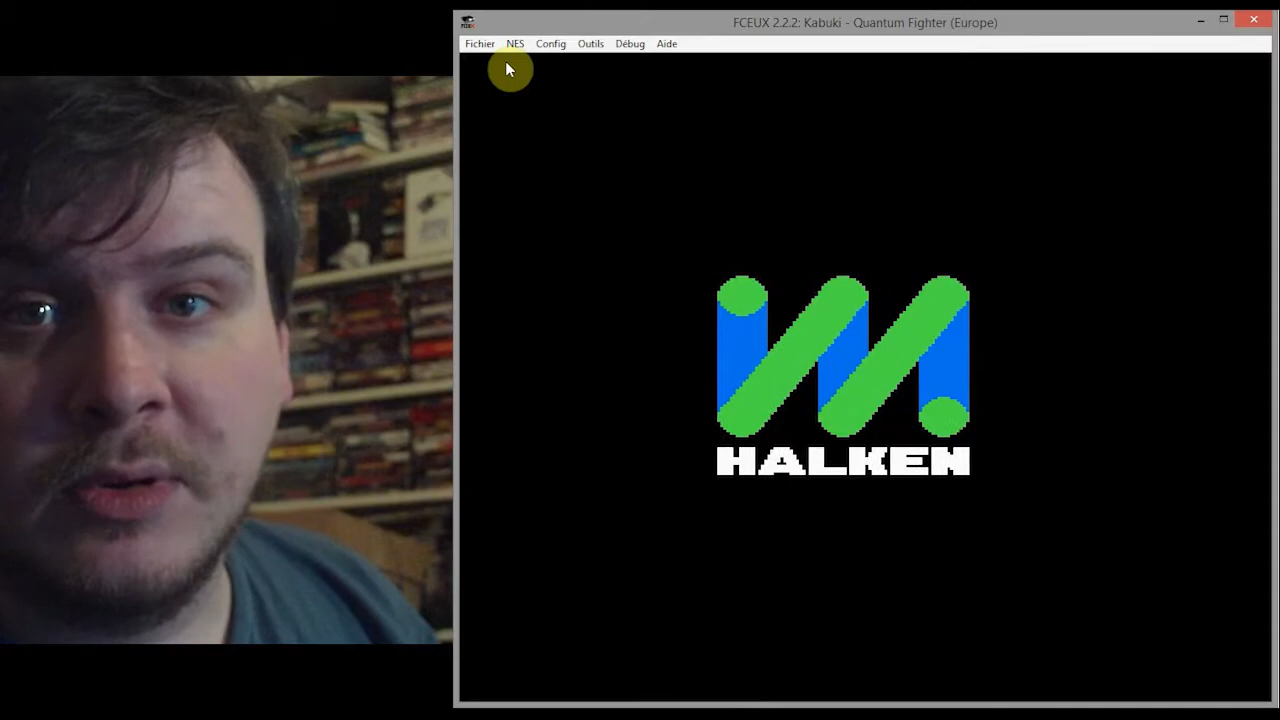 FCEUX 2.2.2: Kabuki - Quantum Fighter (Europe)
Fichier NES Config Outils Débug Aide
HALKEN